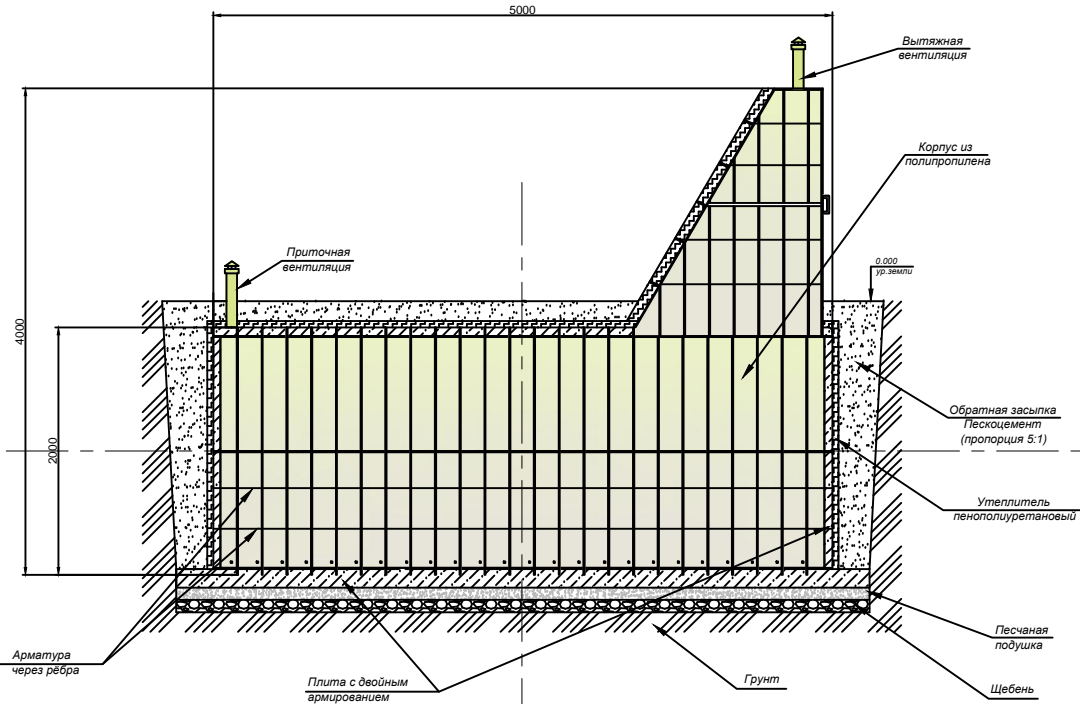 5000
Вытяжная
вентиляция
Корпус из
полипропилена
Приточная
вентиляция
0.000
ур.земли
4000
2000
Обратная засыпка
Пескоцемент
(пропорция 5:1)
Утеплитель
пенополиуретановый
Песчаная
подушка
Арматура
через рёбра
Плита с двойным
армированием
Грунт
Щебень